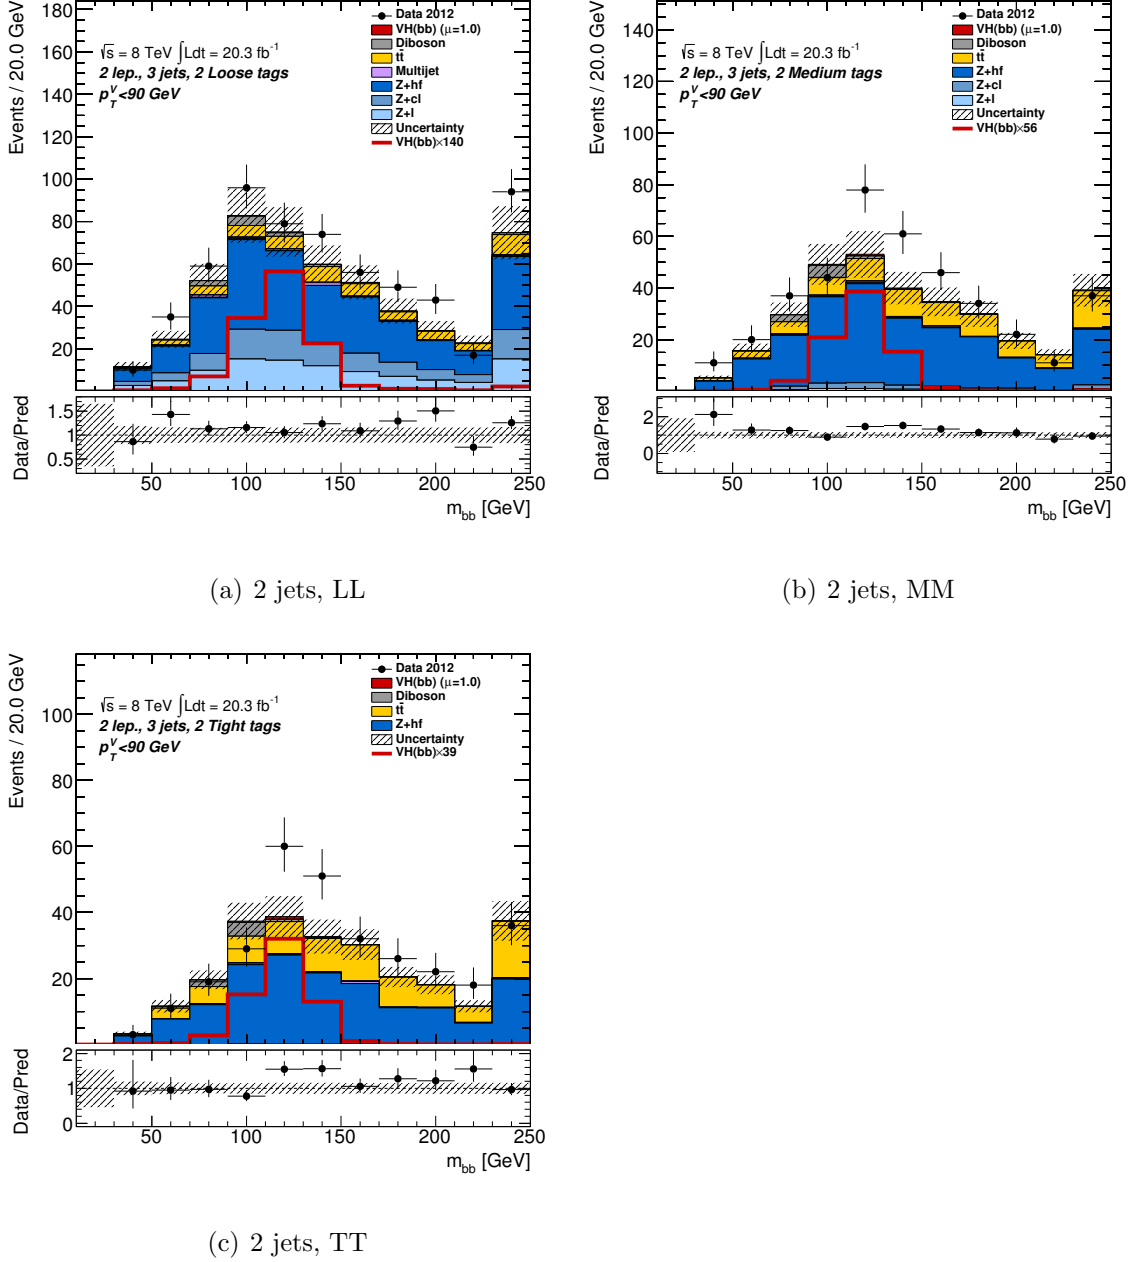 Events / 20.0 GeV
180
160
140
120
100
80
60
40
20
√s = 8 TeV ∫Ldt = 20.3 fb⁻¹
2 lep., 3 jets, 2 Loose tags
p_T^V<90 GeV
Data 2012
VH(bb) (μ=1.0)
Diboson
tt̄
Multijet
Z+hf
Z+cl
Z+l
Uncertainty
VH(bb)×140
Data/Pred
1.5
1
0.5
50 100 150 200 250
m_bb [GeV]
(a) 2 jets, LL
Events / 20.0 GeV
140
120
100
80
60
40
20
√s = 8 TeV ∫Ldt = 20.3 fb⁻¹
2 lep., 3 jets, 2 Medium tags
p_T^V<90 GeV
Data 2012
VH(bb) (μ=1.0)
Diboson
tt̄
Z+hf
Z+cl
Z+l
Uncertainty
VH(bb)×56
Data/Pred
2
0
50 100 150 200 250
m_bb [GeV]
(b) 2 jets, MM
Events / 20.0 GeV
100
80
60
40
20
√s = 8 TeV ∫Ldt = 20.3 fb⁻¹
2 lep., 3 jets, 2 Tight tags
p_T^V<90 GeV
Data 2012
VH(bb) (μ=1.0)
Diboson
tt̄
Z+hf
Uncertainty
VH(bb)×39
Data/Pred
2
1
0
50 100 150 200 250
m_bb [GeV]
(c) 2 jets, TT